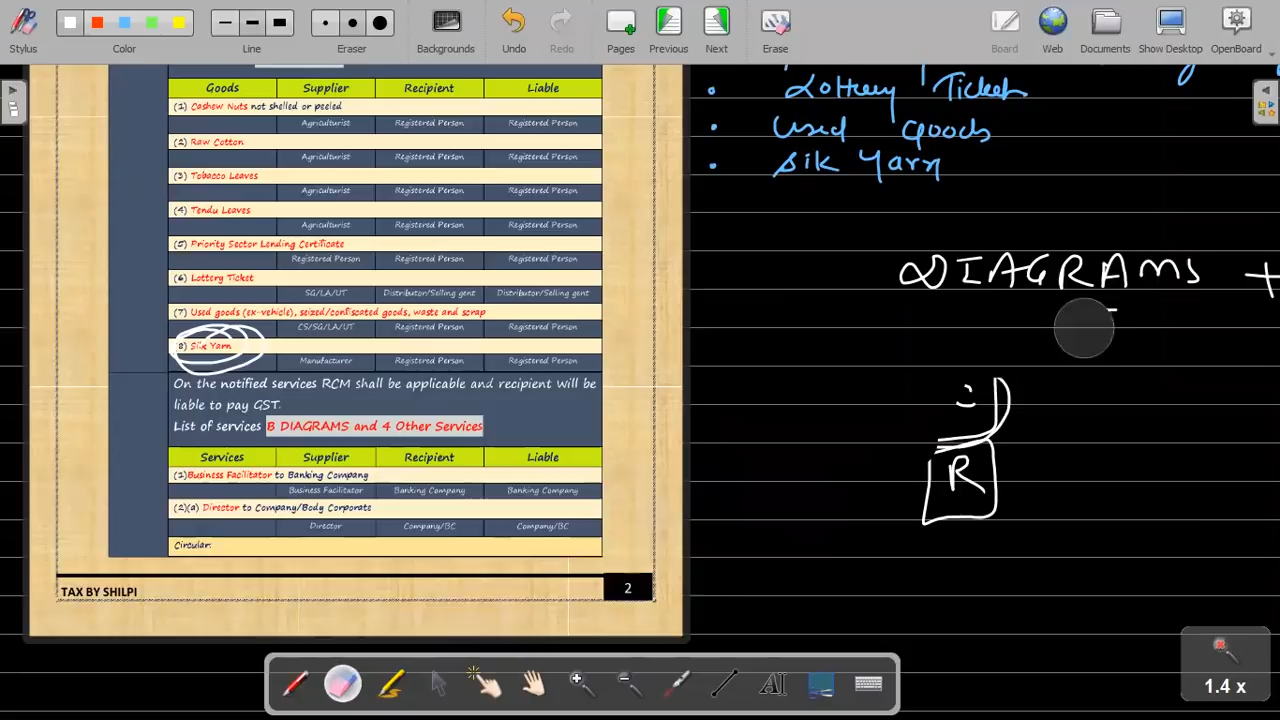 Stylus
Color
Line
Eraser
Backgrounds
Undo
Redo
Pages
Previous
Next
Erase
Board
Web
Documents
Show Desktop
OpenBoard
Goods Supplier Recipient Liable
(1) Cashew Nuts not shelled or peeled
Agriculturist Registered Person Registered Person
(2) Raw Cotton
Agriculturist Registered Person Registered Person
(3) Tobacco Leaves
Agriculturist Registered Person Registered Person
(4) Tendu Leaves
Agriculturist Registered Person Registered Person
(5) Priority Sector Lending Certificate
Registered Person Registered Person Registered Person
(6) Lottery Ticket
SG/LA/UT Distributor/Selling gent Distributor/Selling gent
(7) Used goods (ex-vehicle), seized/confiscated goods, waste and scrap
CS/SG/LA/UT Registered Person Registered Person
8) Silk Yarn
Manufacturer Registered Person Registered Person
On the notified services RCM shall be applicable and recipient will be
liable to pay GST.
List of services B DIAGRAMS and 4 Other Services
Services Supplier Recipient Liable
(1)Business Facilitator to Banking Company
Business Facilitator Banking Company Banking Company
(2)(a) Director to Company/Body Corporate
Director Company/BC Company/BC
Circular:
TAX BY SHILPI
2
• Lottery Ticket
• Used goods
• Sik Yarn
DIAGRAMS +
R
1.4 x